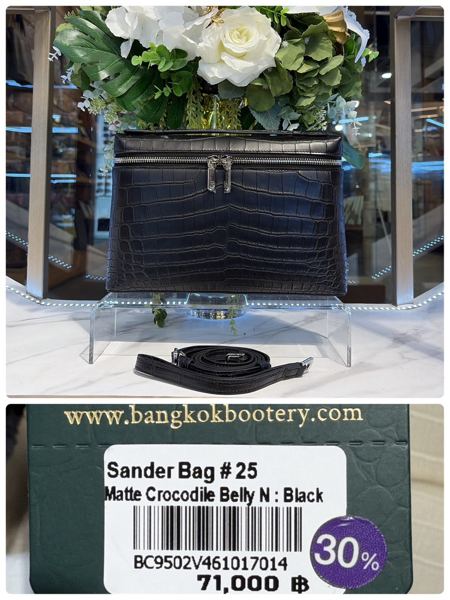 www.bangkokbootery.com
Sander Bag # 25
Matte Crocodile Belly N : Black
BC9502V461017014
30%
71,000 ฿